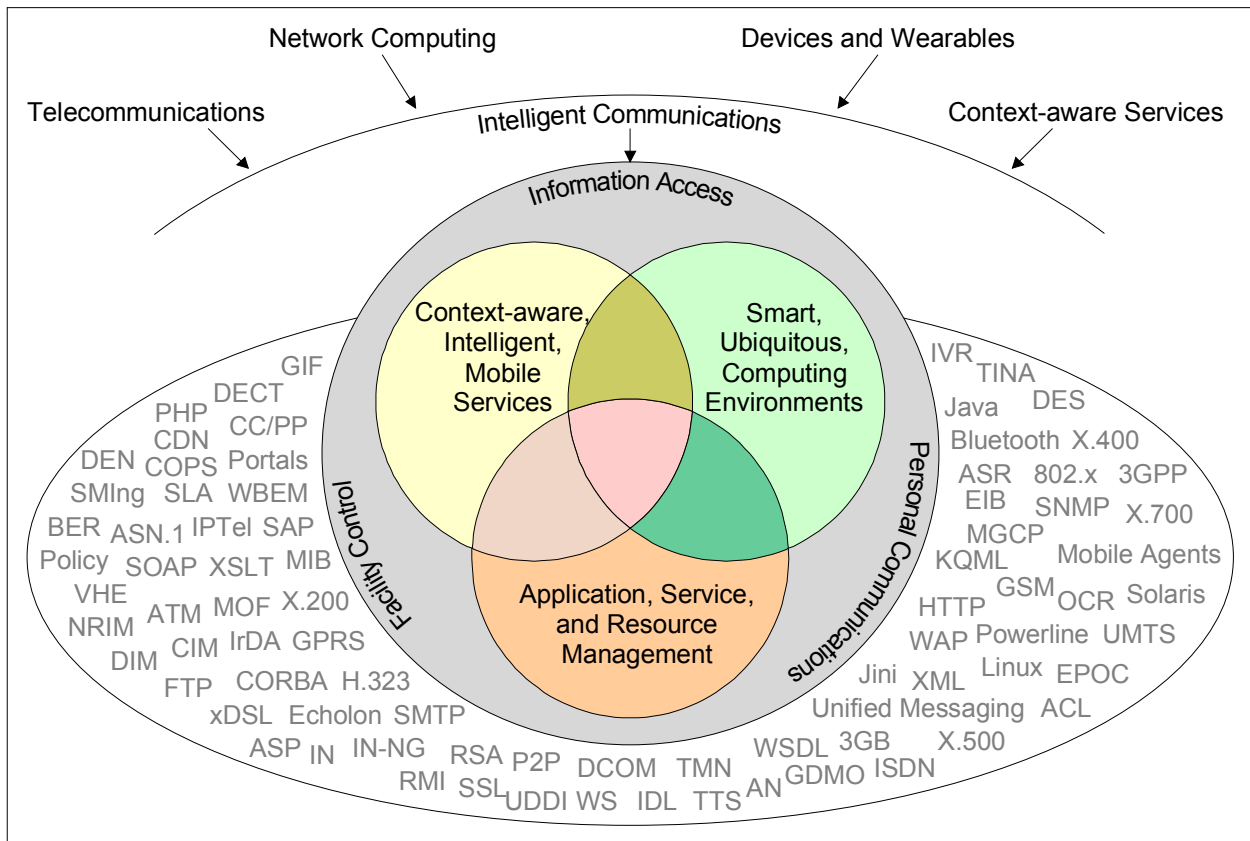 Network Computing
Devices and Wearables
Telecommunications
Intelligent Communications
Context-aware Services
Information Access
Context-aware,
Intelligent,
Mobile
Services
Smart,
Ubiquitous,
Computing
Environments
Application, Service,
and Resource
Management
Facility Control
Personal Communications
GIF
DECT
PHP
CC/PP
CDN
DEN
COPS
Portals
SMIng
SLA
WBEM
BER
ASN.1
IPTel
SAP
Policy
SOAP
XSLT
MIB
VHE
ATM
MOF
X.200
NRIM
CIM
IrDA
GPRS
DIM
FTP
CORBA
H.323
xDSL
Echolon
SMTP
ASP
IN
IN-NG
RSA
P2P
DCOM
TMN
RMI
SSL
UDDI
WS
IDL
TTS
AN
WSDL
3GB
X.500
GDMO
ISDN
Unified Messaging
ACL
Jini
XML
Linux
EPOC
WAP
Powerline
UMTS
HTTP
GSM
OCR
Solaris
KQML
Mobile Agents
MGCP
EIB
SNMP
X.700
ASR
802.x
3GPP
Bluetooth
X.400
Java
DES
TINA
IVR